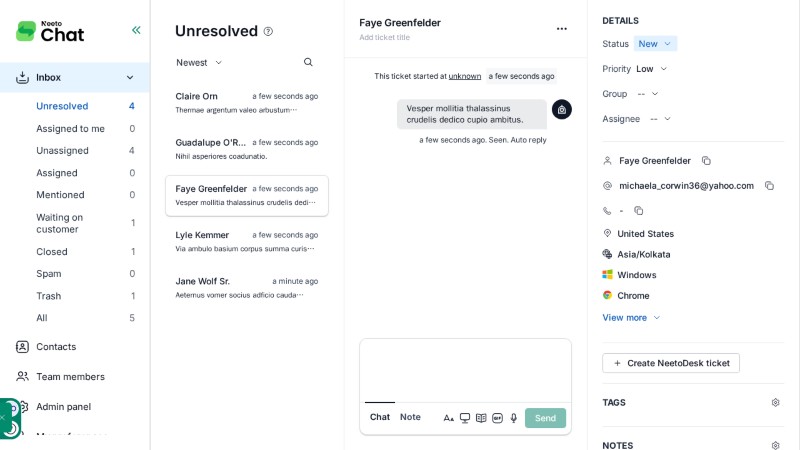 Neeto
Chat
Inbox
Unresolved 4
Assigned to me 0
Unassigned 4
Assigned 0
Mentioned 0
Waiting on
customer 1
Closed 1
Spam 0
Trash 1
All 5
Contacts
Team members
Admin panel
Unresolved
Newest
Claire Orn a few seconds ago
Thermae argentum valeo arbustum...
Guadalupe O'R... a few seconds ago
Nihil asperiores coadunatio.
Faye Greenfelder a few seconds ago
Vesper mollitia thalassinus crudelis dedi...
Lyle Kemmer a few seconds ago
Via ambulo basium corpus summa curis...
Jane Wolf Sr. a minute ago
Aeternus vomer socius adficio cauda...
Faye Greenfelder
Add ticket title
This ticket started at unknown a few seconds ago
Vesper mollitia thalassinus
crudelis dedico cupio ambitus.
a few seconds ago. Seen. Auto reply
Chat Note
Send
DETAILS
Status New
Priority Low
Group --
Assignee --
Faye Greenfelder
michaela_corwin36@yahoo.com
-
United States
Asia/Kolkata
Windows
Chrome
View more
+ Create NeetoDesk ticket
TAGS
NOTES